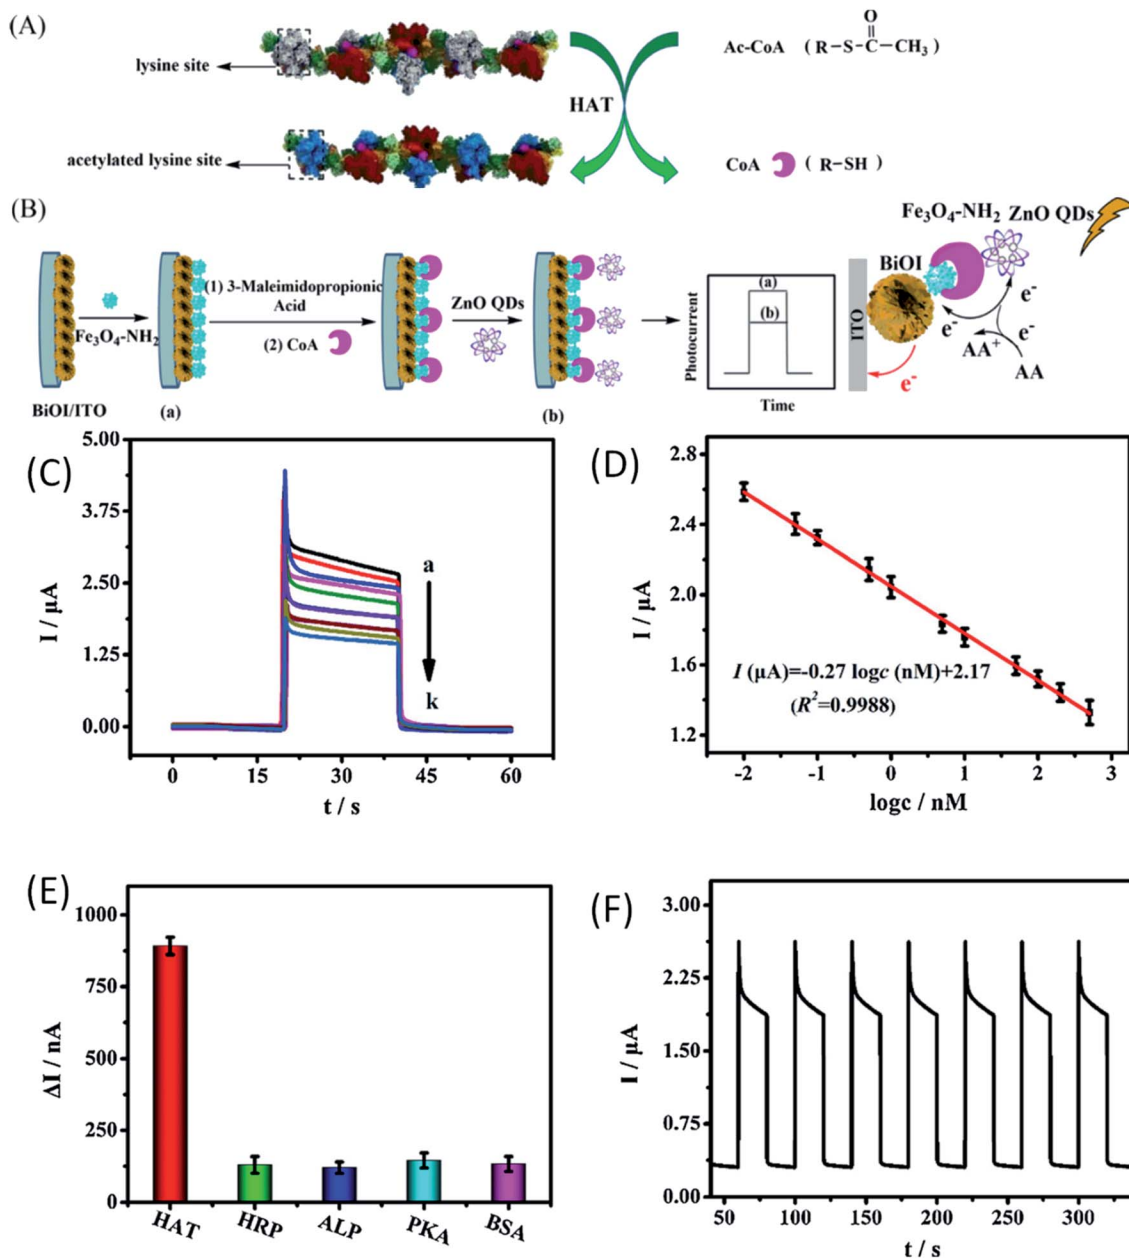 (A)
lysine site
acetylated lysine site
HAT
O
Ac-CoA ( R–S–C–CH₃)
CoA ( R–SH)
(B)
Fe₃O₄-NH₂
BiOI/ITO
(a)
(1) 3-Maleimidopropionic
Acid
(2) CoA
ZnO QDs
(b)
Photocurrent
(a)
(b)
Time
Fe₃O₄-NH₂ ZnO QDs
BiOI
ITO
e⁻
e⁻
e⁻
AA⁺
AA
e⁻
(C)
5.00
3.75
2.50
1.25
0.00
I / μA
a
k
0 15 30 45 60
t / s
(D)
2.8
2.4
2.0
1.6
1.2
I / μA
I (μA)=-0.27 logc (nM)+2.17
(R²=0.9988)
-2 -1 0 1 2 3
logc / nM
(E)
1000
750
500
250
0
ΔI / nA
HAT HRP ALP PKA BSA
(F)
3.00
2.25
1.50
0.75
0.00
I / μA
50 100 150 200 250 300
t / s